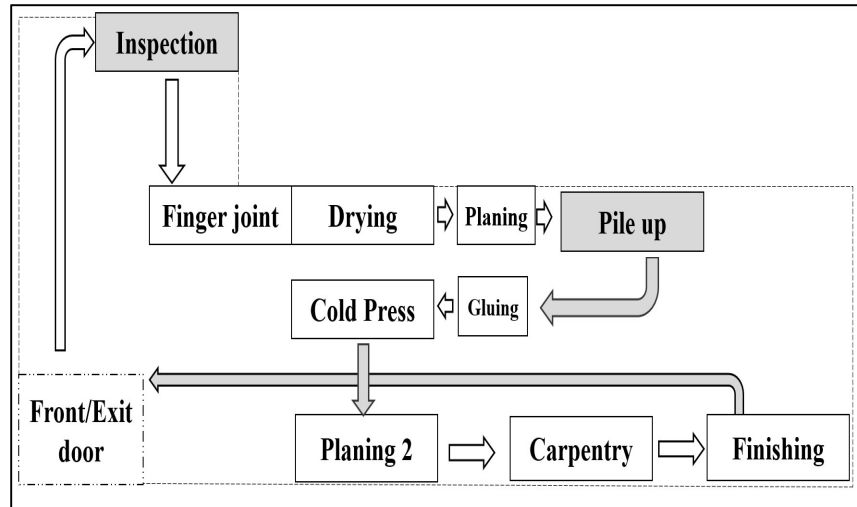 Inspection
Finger joint
Drying
Planing
Pile up
Cold Press
Gluing
Front/Exit
door
Planing 2
Carpentry
Finishing